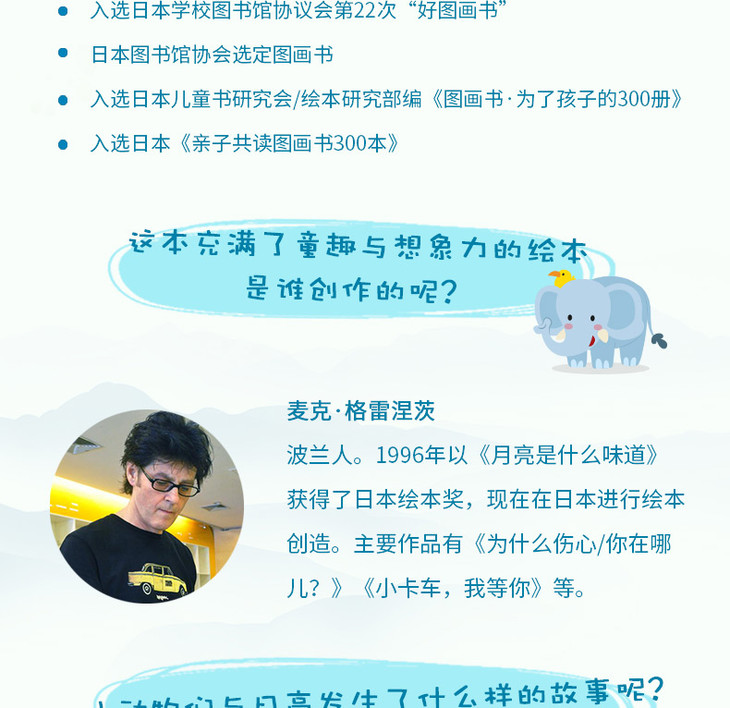 入选日本学校图书馆协议会第22次“好图画书”
日本图书馆协会选定图画书
入选日本儿童书研究会/绘本研究部编《图画书·为了孩子的300册》
入选日本《亲子共读图画书300本》
这本充满了童趣与想象力的绘本
是谁创作的呢？
麦克·格雷涅茨
波兰人。1996年以《月亮是什么味道》
获得了日本绘本奖，现在在日本进行绘本
创造。主要作品有《为什么伤心/你在哪
儿？》《小卡车，我等你》等。
小动物们与月亮发生了什么样的故事呢？